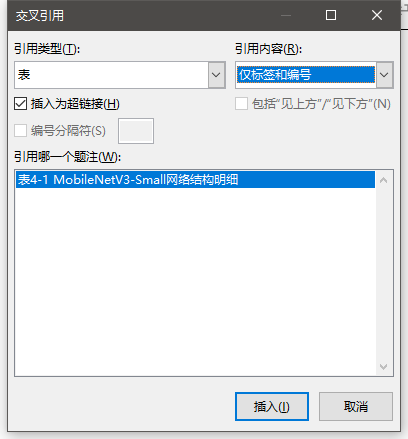 交叉引用
引用类型(T):
引用内容(R):
表
仅标签和编号
插入为超链接(H)
包括“见上方”/“见下方”(N)
编号分隔符(S)
引用哪一个题注(W):
表4-1 MobileNetV3-Small网络结构明细
插入(I)
取消